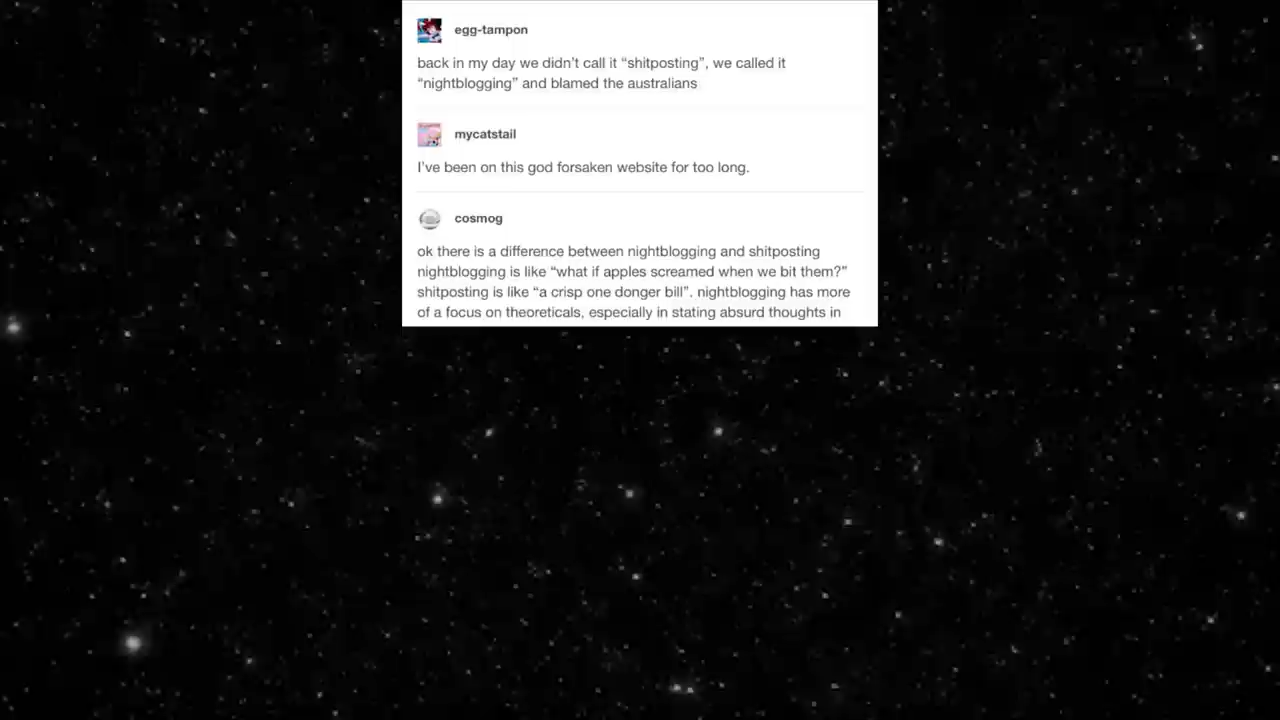 egg-tampon
back in my day we didn’t call it “shitposting”, we called it
“nightblogging” and blamed the australians
mycatstail
I’ve been on this god forsaken website for too long.
cosmog
ok there is a difference between nightblogging and shitposting
nightblogging is like “what if apples screamed when we bit them?”
shitposting is like “a crisp one donger bill”. nightblogging has more
of a focus on theoreticals, especially in stating absurd thoughts in